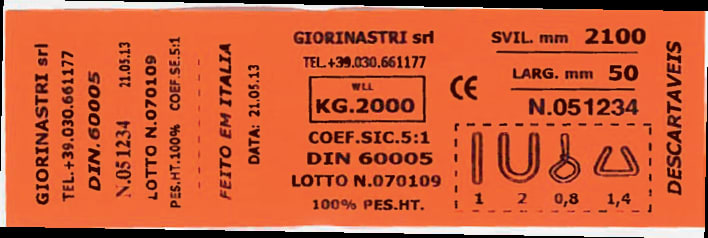 GIORINASTRI srl
TEL.+39.030.661177
DIN.60005
N.051234 21.05.13
LOTTO N.070109
PES.HT.100% COEF.SE.5:1
FEITO EM ITALIA
DATA: 21.05.13
GIORINASTRI srl
TEL.+39.030.661177
WLL
KG.2000
COEF.SIC.5:1
DIN 60005
LOTTO N.070109
100% PES.HT.
CE
SVIL. mm 2100
LARG. mm 50
N.051234
1 2 0,8 1,4
DESCARTAVEIS